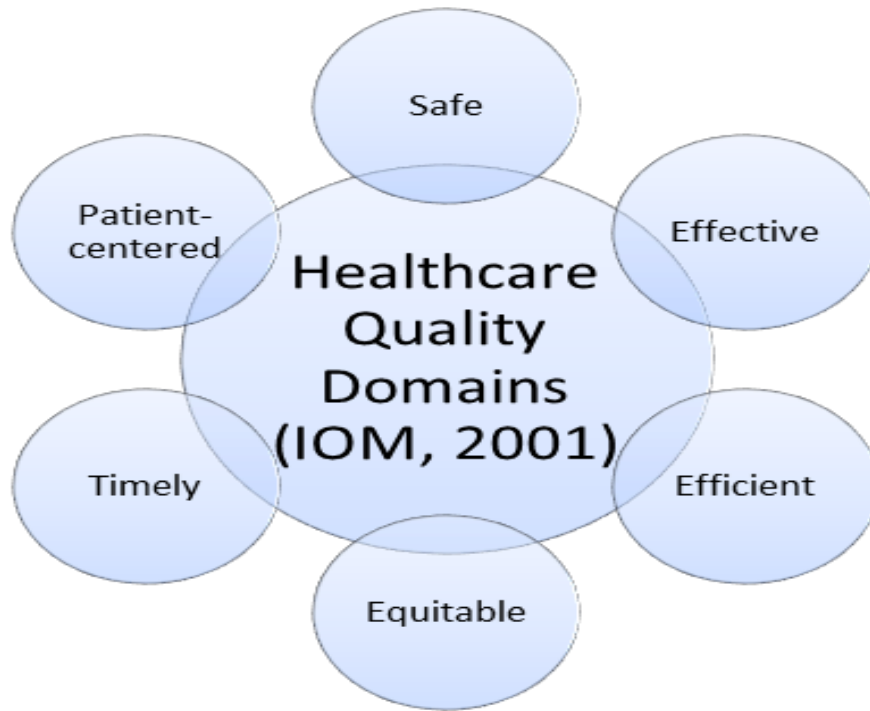 Safe
Effective
Efficient
Equitable
Timely
Patient-
centered
Healthcare
Quality
Domains
(IOM, 2001)